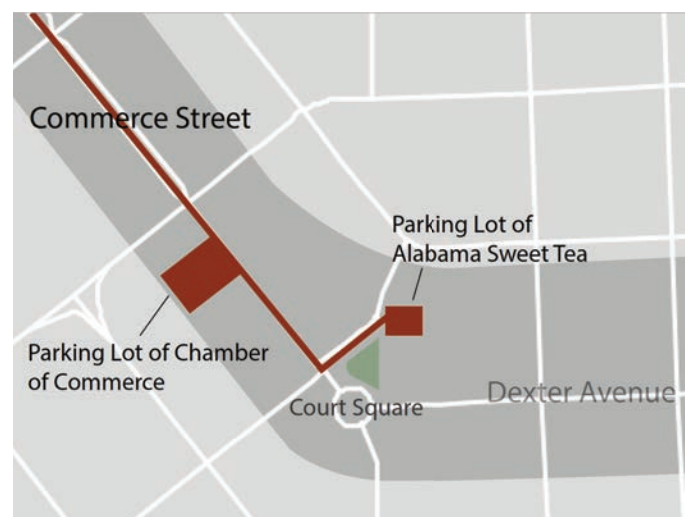 Commerce Street
Parking Lot of
Alabama Sweet Tea
Parking Lot of Chamber
of Commerce
Dexter Avenue
Court Square